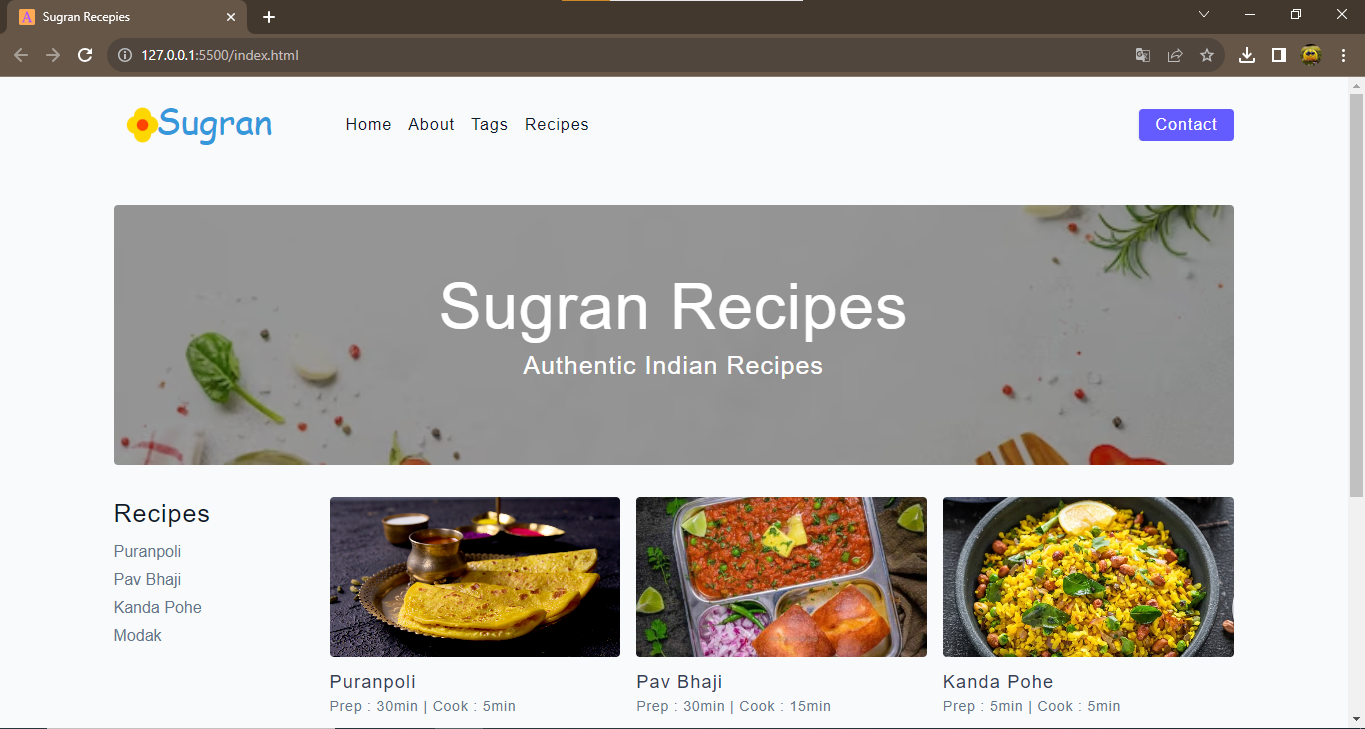 Sugran Recepies
127.0.0.1:5500/index.html
Sugran
Home About Tags Recipes
Contact
Sugran Recipes
Authentic Indian Recipes
Recipes
Puranpoli
Pav Bhaji
Kanda Pohe
Modak
Puranpoli
Prep : 30min | Cook : 5min
Pav Bhaji
Prep : 30min | Cook : 15min
Kanda Pohe
Prep : 5min | Cook : 5min